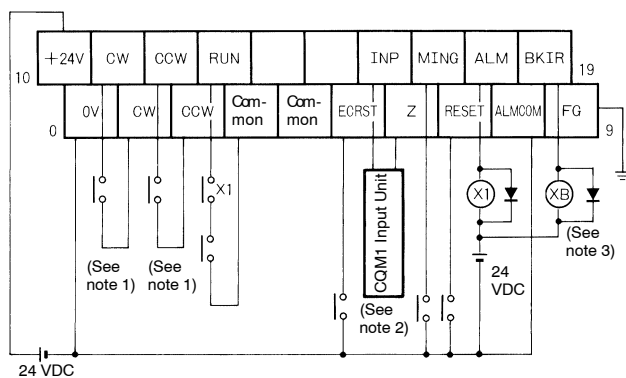 +24V CW CCW RUN INP MING ALM BKIR
10 19
0V CW CCW Com-mon Com-mon ECRST Z RESET ALMCOM FG
0 9
X1
CQM1 Input Unit
X1 XB
(See note 1)
(See note 1)
(See note 2)
(See note 3)
24 VDC
24 VDC